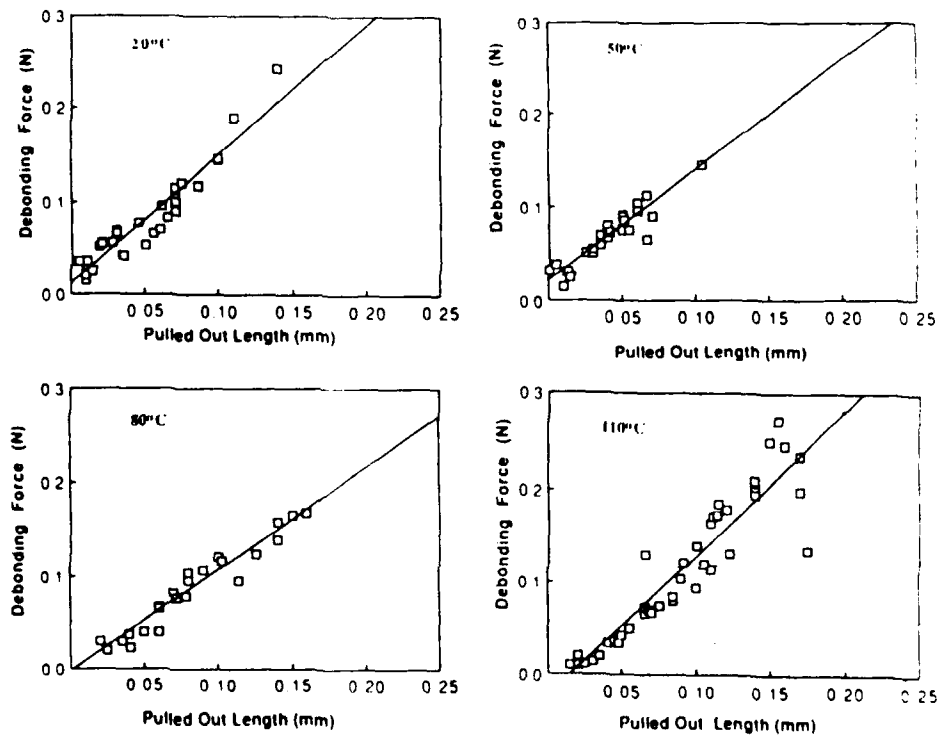 20°C
Debonding Force (N)
0.3
0.2
0.1
0.0
0 05 0 10 0 15 0 20 0 25
Pulled Out Length (mm)
50°C
Debonding Force (N)
0.3
0.2
0.1
0.0
0 05 0 10 0 15 0 20 0 25
Pulled Out Length (mm)
80°C
Debonding Force (N)
0 3
0.2
0.1
0 0
0 05 0 10 0 15 0 20 0 25
Pulled Out Length (mm)
110°C
Debonding Force (N)
0 3
0.2
0.1
0.0
0 05 0 10 0 15 0 20 0 25
Pulled Out Length (mm)